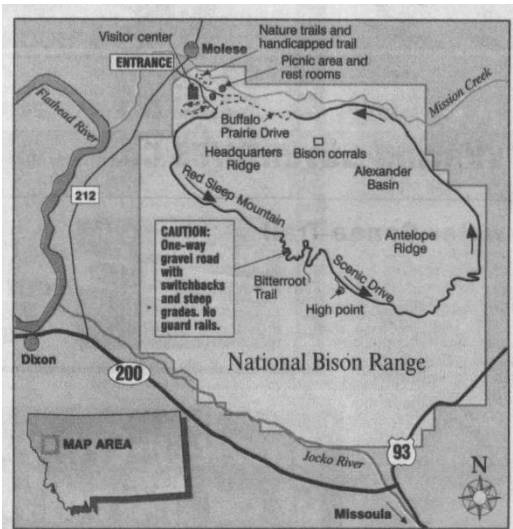 Visitor center
Nature trails and
handicapped trail
Molese
ENTRANCE
Picnic area and
rest rooms
Flathead River
Mission Creek
Buffalo
Prairie Drive
Headquarters
Ridge
Bison corrals
Alexander
Basin
212
Red Sleep Mountain
CAUTION:
One-way
gravel road
with
switchbacks
and steep
grades. No
guard rails.
Antelope
Ridge
Bitterroot
Trail
Scenic Drive
High point
Dixon
National Bison Range
200
MAP AREA
93
Jocko River
N
Missoula